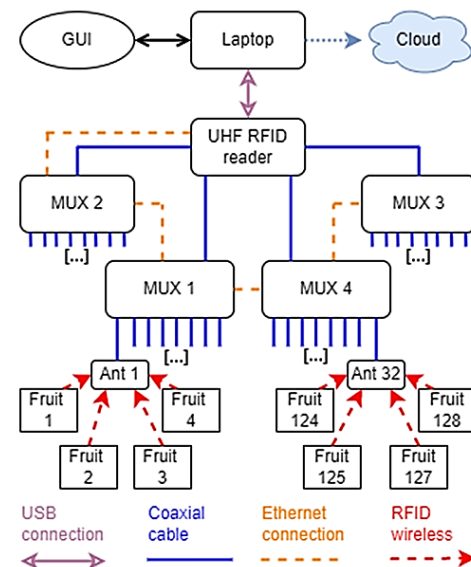 GUI
Laptop
Cloud
UHF RFID
reader
MUX 2
MUX 3
[...]
[...]
MUX 1
MUX 4
[...]
[...]
Ant 1
Ant 32
Fruit
1
Fruit
4
Fruit
124
Fruit
128
Fruit
2
Fruit
3
Fruit
125
Fruit
127
USB
connection
Coaxial
cable
Ethernet
connection
RFID
wireless